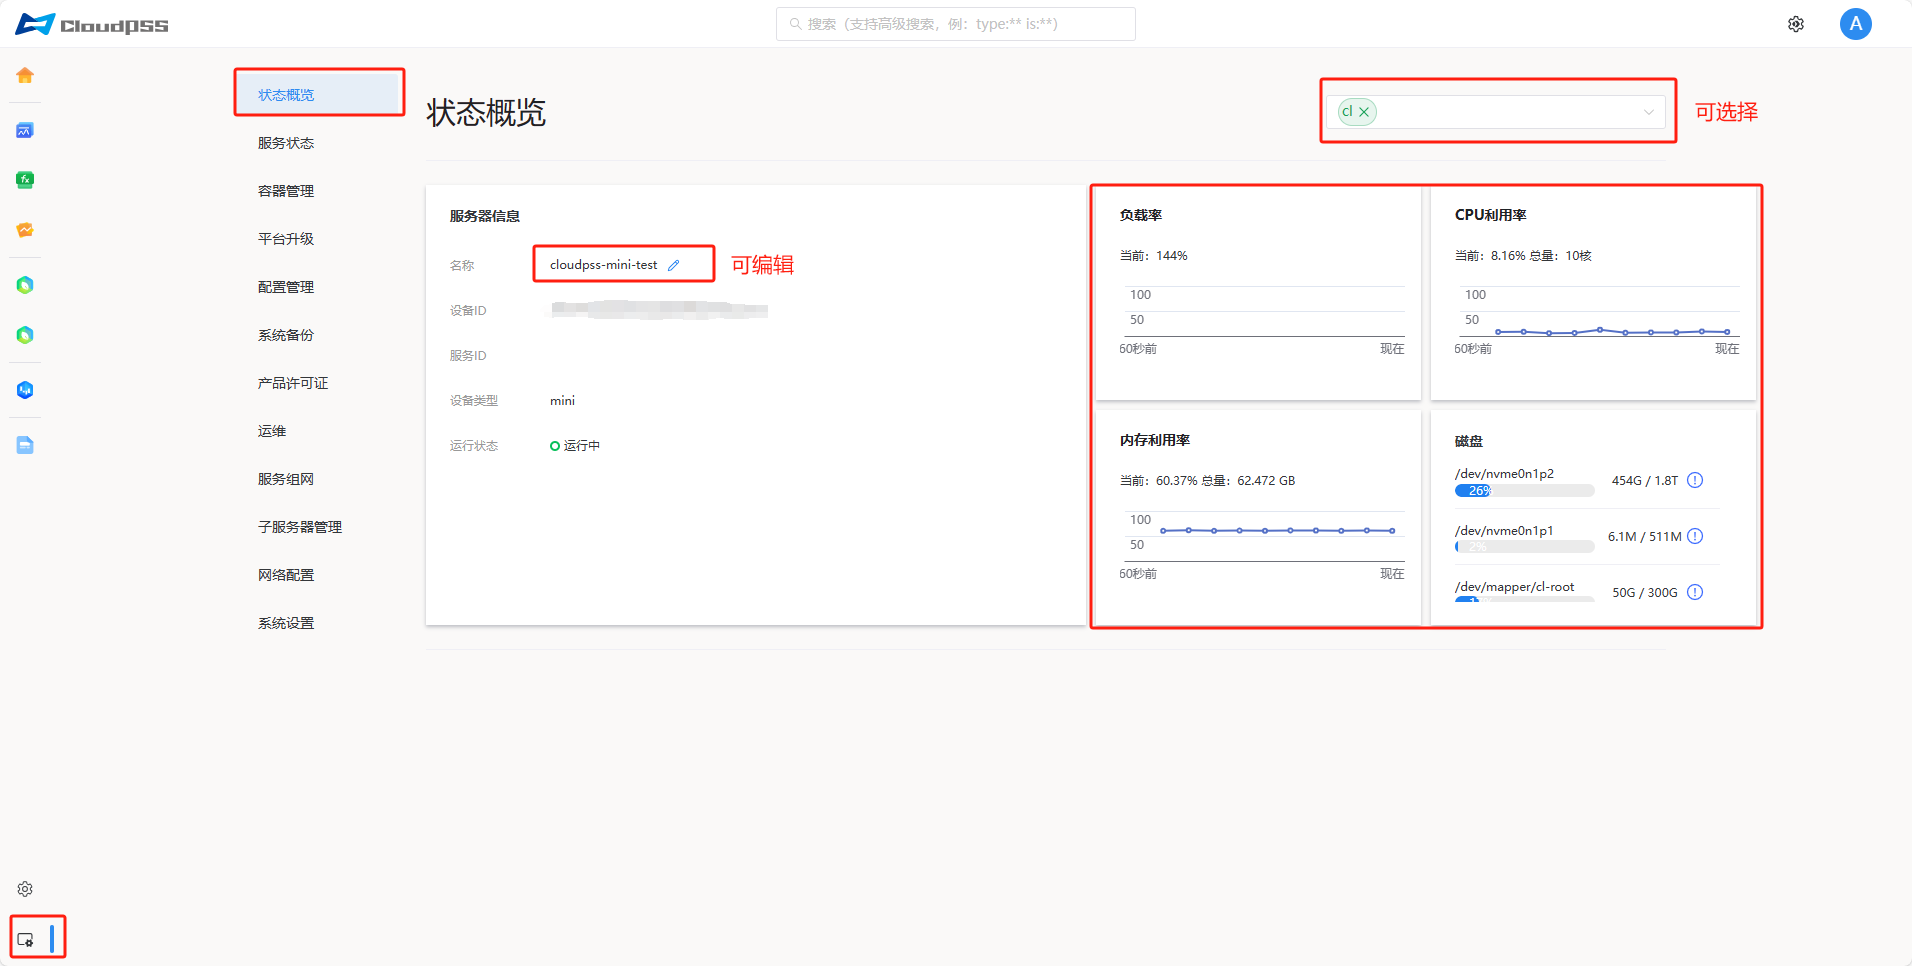 CloudPSS
搜索（支持高级搜索，例：type:** is:**）
A
状态概览
服务状态
容器管理
平台升级
配置管理
系统备份
产品许可证
运维
服务组网
子服务器管理
网络配置
系统设置
状态概览
cl
可选择
服务器信息
名称
cloudpss-mini-test
可编辑
设备ID
服务ID
设备类型
mini
运行状态
运行中
负载率
当前：144%
100
50
60秒前
现在
CPU利用率
当前：8.16% 总量：10核
100
50
60秒前
现在
内存利用率
当前：60.37% 总量：62.472 GB
100
50
60秒前
现在
磁盘
/dev/nvme0n1p2
26%
454G / 1.8T
/dev/nvme0n1p1
2%
6.1M / 511M
/dev/mapper/cl-root
50G / 300G